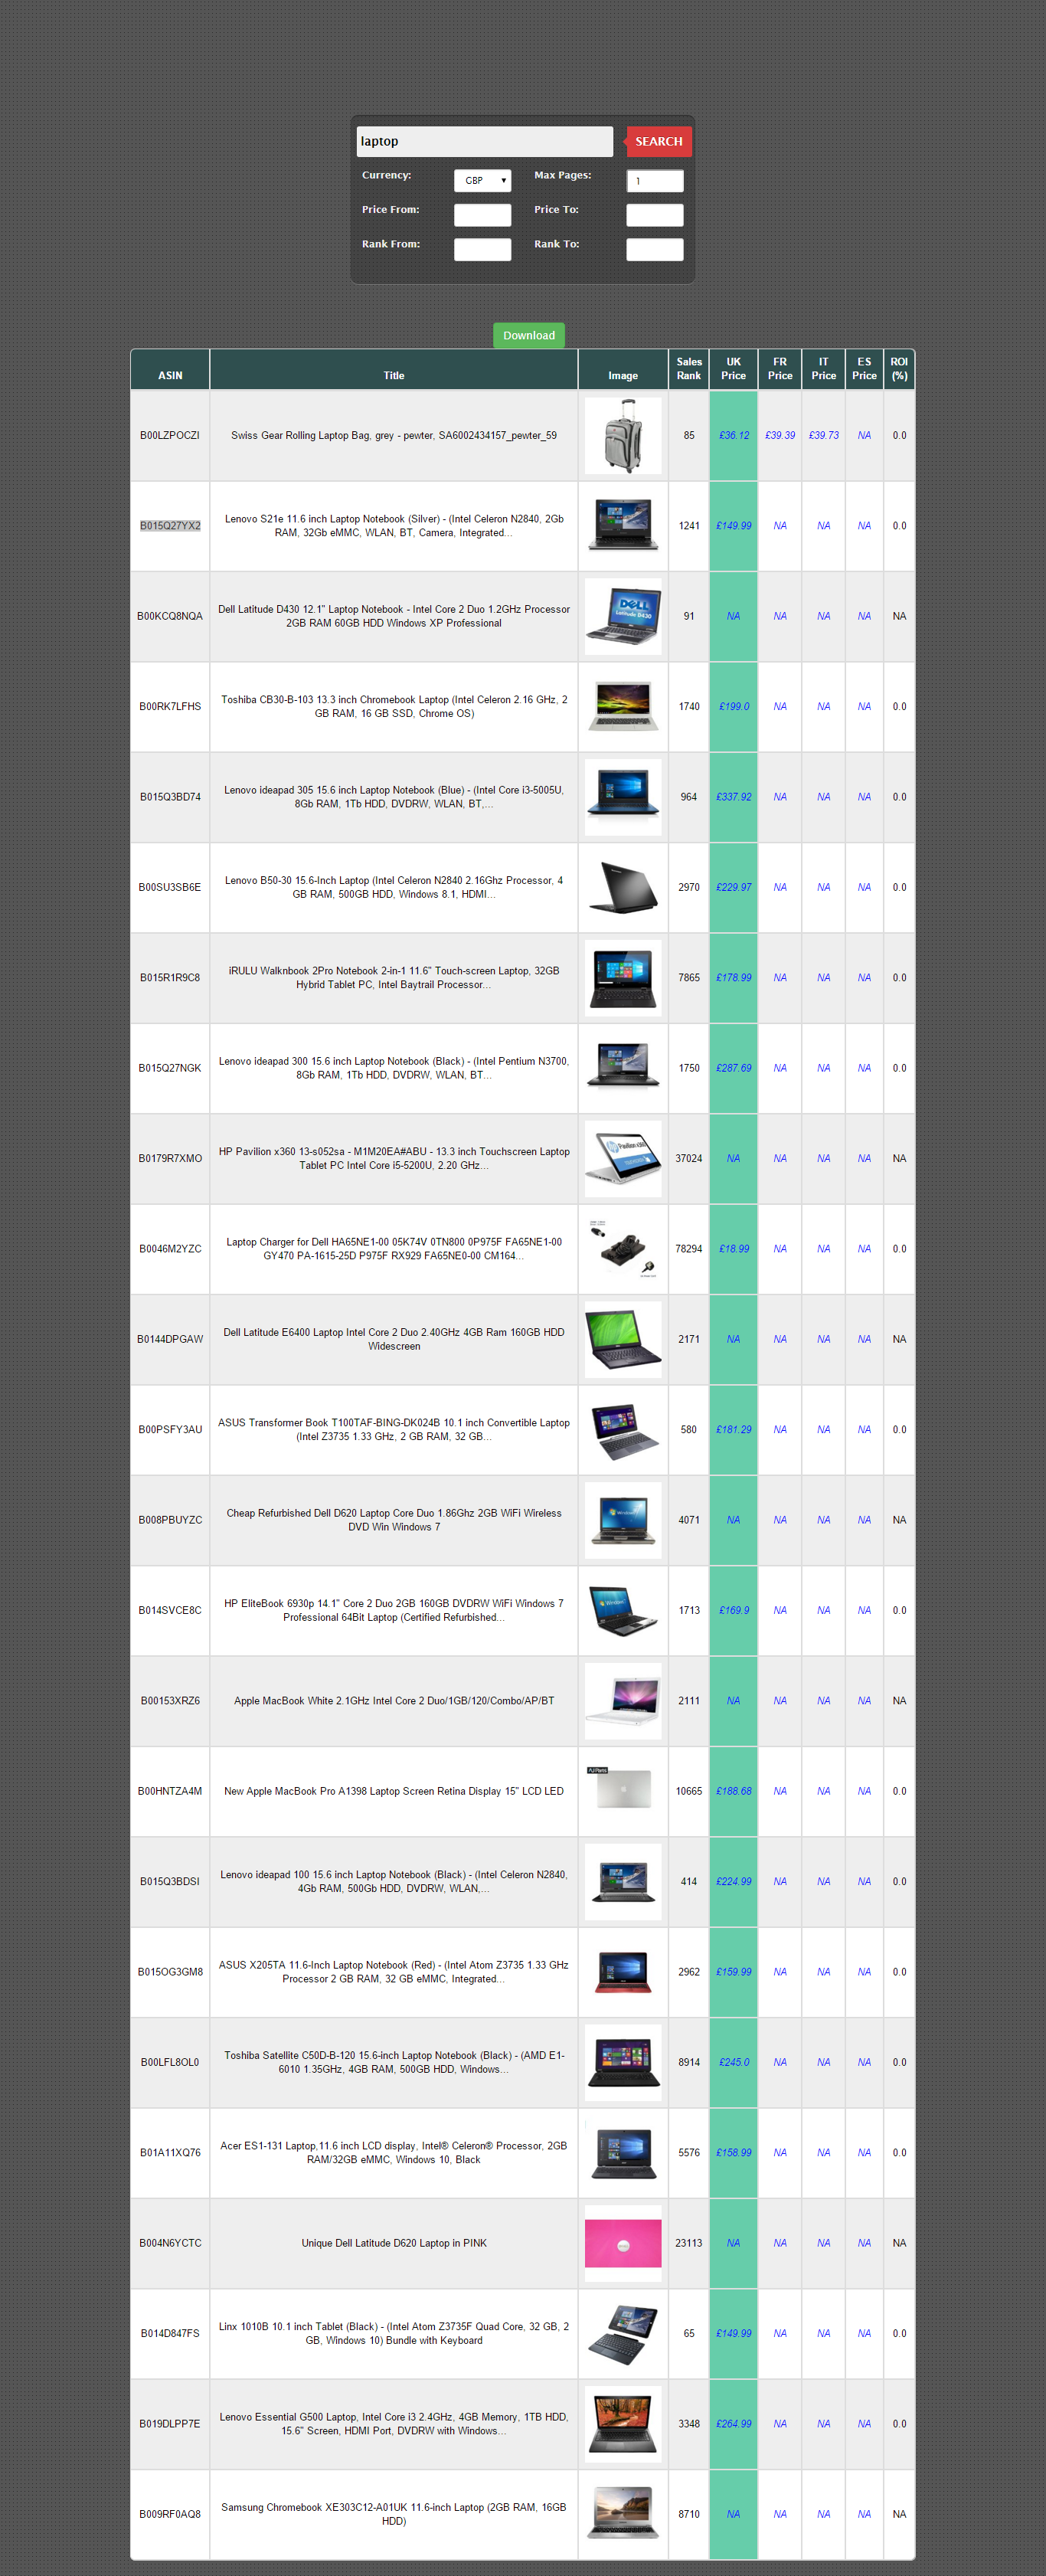 laptop
SEARCH
Currency:
GBP
Max Pages:
1
Price From:
Price To:
Rank From:
Rank To:
Download
ASIN Title Image Sales Rank UK Price FR Price IT Price ES Price ROI (%)
B00LZPOCZI Swiss Gear Rolling Laptop Bag, grey - pewter, SA6002434157_pewter_59 85 £36.12 £39.39 £39.73 NA 0.0
B015Q27YX2 Lenovo S21e 11.6 inch Laptop Notebook (Silver) - (Intel Celeron N2840, 2Gb
RAM, 32Gb eMMC, WLAN, BT, Camera, Integrated... 1241 £149.99 NA NA NA 0.0
B00KCQ8NQA Dell Latitude D430 12.1" Laptop Notebook - Intel Core 2 Duo 1.2GHz Processor
2GB RAM 60GB HDD Windows XP Professional DELL Latitude D430 91 NA NA NA NA NA
B00RK7LFHS Toshiba CB30-B-103 13.3 inch Chromebook Laptop (Intel Celeron 2.16 GHz, 2
GB RAM, 16 GB SSD, Chrome OS) 1740 £199.0 NA NA NA 0.0
B015Q3BD74 Lenovo ideapad 305 15.6 inch Laptop Notebook (Blue) - (Intel Core i3-5005U,
8Gb RAM, 1Tb HDD, DVDRW, WLAN, BT,... 964 £337.92 NA NA NA 0.0
B00SU3SB6E Lenovo B50-30 15.6-Inch Laptop (Intel Celeron N2840 2.16Ghz Processor, 4
GB RAM, 500GB HDD, Windows 8.1, HDMI... 2970 £229.97 NA NA NA 0.0
B015R1R9C8 iRULU Walknbook 2Pro Notebook 2-in-1 11.6" Touch-screen Laptop, 32GB
Hybrid Tablet PC, Intel Baytrail Processor... 7865 £178.99 NA NA NA 0.0
B015Q27NGK Lenovo ideapad 300 15.6 inch Laptop Notebook (Black) - (Intel Pentium N3700,
8Gb RAM, 1Tb HDD, DVDRW, WLAN, BT... 1750 £287.69 NA NA NA 0.0
B0179R7XMO HP Pavilion x360 13-s052sa - M1M20EA#ABU - 13.3 inch Touchscreen Laptop
Tablet PC Intel Core i5-5200U, 2.20 GHz... Pavilion x360 37024 NA NA NA NA NA
B0046M2YZC Laptop Charger for Dell HA65NE1-00 05K74V 0TN800 0P975F FA65NE1-00
GY470 PA-1615-25D P975F RX929 FA65NE0-00 CM164... 78294 £18.99 NA NA NA 0.0
B0144DPGAW Dell Latitude E6400 Laptop Intel Core 2 Duo 2.40GHz 4GB Ram 160GB HDD
Widescreen 2171 NA NA NA NA NA
B00PSFY3AU ASUS Transformer Book T100TAF-BING-DK024B 10.1 inch Convertible Laptop
(Intel Z3735 1.33 GHz, 2 GB RAM, 32 GB... 580 £181.29 NA NA NA 0.0
B008PBUYZC Cheap Refurbished Dell D620 Laptop Core Duo 1.86Ghz 2GB WiFi Wireless
DVD Win Windows 7 4071 NA NA NA NA NA
B014SVCE8C HP EliteBook 6930p 14.1" Core 2 Duo 2GB 160GB DVDRW WiFi Windows 7
Professional 64Bit Laptop (Certified Refurbished... 1713 £169.9 NA NA NA 0.0
B00153XRZ6 Apple MacBook White 2.1GHz Intel Core 2 Duo/1GB/120/Combo/AP/BT 2111 NA NA NA NA NA
B00HNTZA4M New Apple MacBook Pro A1398 Laptop Screen Retina Display 15" LCD LED 10665 £188.68 NA NA NA 0.0
B015Q3BDSI Lenovo ideapad 100 15.6 inch Laptop Notebook (Black) - (Intel Celeron N2840,
4Gb RAM, 500Gb HDD, DVDRW, WLAN,... 414 £224.99 NA NA NA 0.0
B015OG3GM8 ASUS X205TA 11.6-Inch Laptop Notebook (Red) - (Intel Atom Z3735 1.33 GHz
Processor 2 GB RAM, 32 GB eMMC, Integrated... 2962 £159.99 NA NA NA 0.0
B00LFL8OL0 Toshiba Satellite C50D-B-120 15.6-inch Laptop Notebook (Black) - (AMD E1-
6010 1.35GHz, 4GB RAM, 500GB HDD, Windows... 8914 £245.0 NA NA NA 0.0
B01A11XQ76 Acer ES1-131 Laptop,11.6 inch LCD display, Intel® Celeron® Processor, 2GB
RAM/32GB eMMC, Windows 10, Black 5576 £158.99 NA NA NA 0.0
B004N6YCTC Unique Dell Latitude D620 Laptop in PINK 23113 NA NA NA NA NA
B014D847FS Linx 1010B 10.1 inch Tablet (Black) - (Intel Atom Z3735F Quad Core, 32 GB, 2
GB, Windows 10) Bundle with Keyboard 65 £149.99 NA NA NA 0.0
B019DLPP7E Lenovo Essential G500 Laptop, Intel Core i3 2.4GHz, 4GB Memory, 1TB HDD,
15.6" Screen, HDMI Port, DVDRW with Windows... 3348 £264.99 NA NA NA 0.0
B009RF0AQ8 Samsung Chromebook XE303C12-A01UK 11.6-inch Laptop (2GB RAM, 16GB
HDD) 8710 NA NA NA NA NA